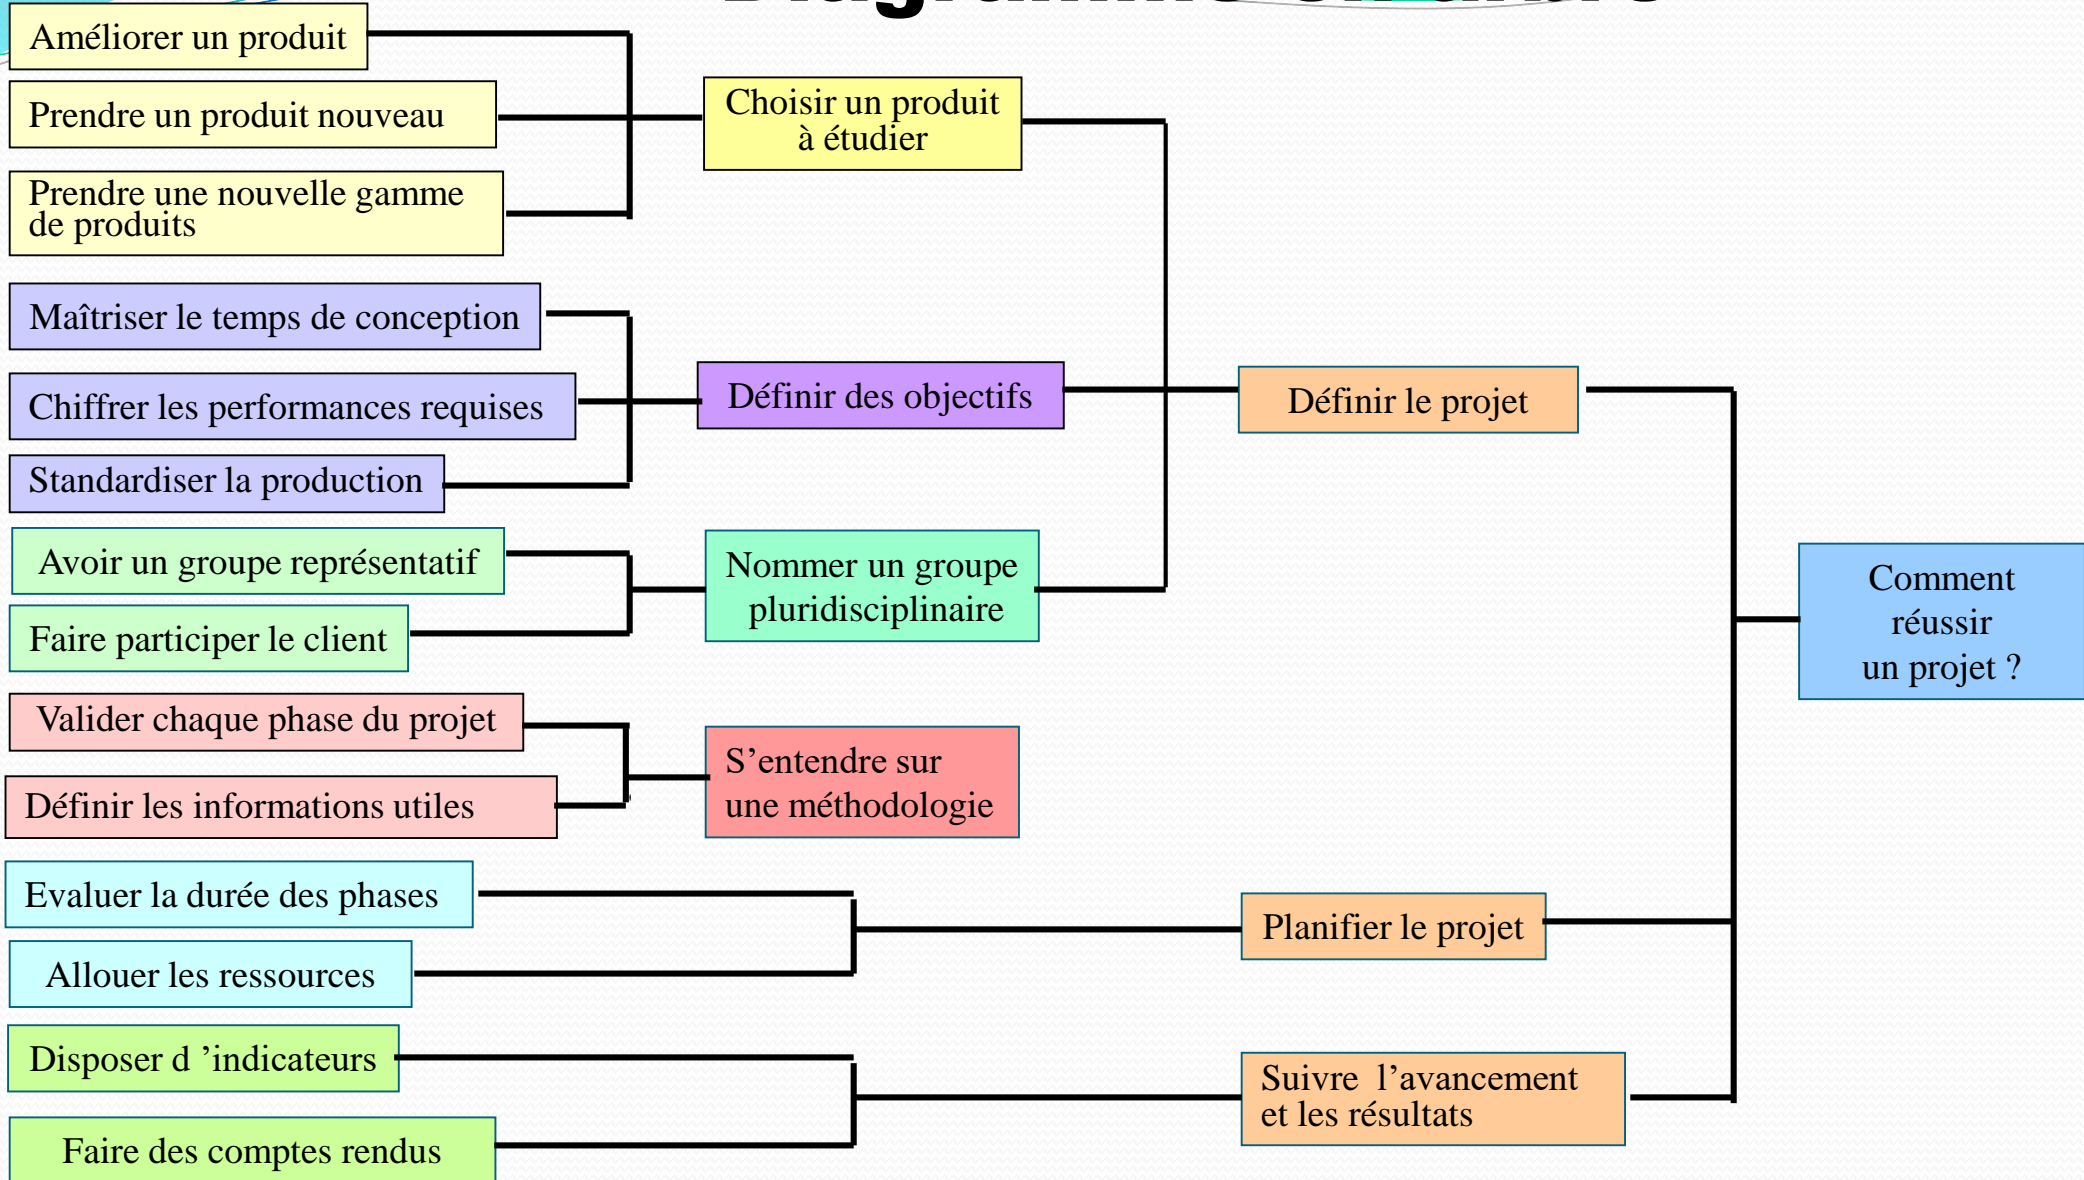 Améliorer un produit
Prendre un produit nouveau
Prendre une nouvelle gamme
de produits
Choisir un produit
à étudier
Maîtriser le temps de conception
Chiffrer les performances requises
Standardiser la production
Définir des objectifs
Définir le projet
Avoir un groupe représentatif
Faire participer le client
Nommer un groupe
pluridisciplinaire
Comment
réussir
un projet ?
Valider chaque phase du projet
Définir les informations utiles
S’entendre sur
une méthodologie
Evaluer la durée des phases
Allouer les ressources
Planifier le projet
Disposer d ’indicateurs
Faire des comptes rendus
Suivre  l’avancement
et les résultats